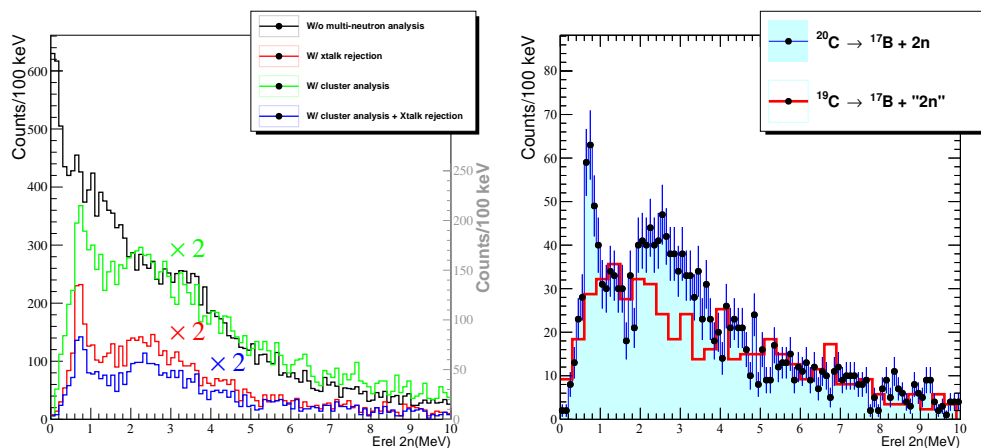 W/o multi-neutron analysis
W/ xtalk rejection
W/ cluster analysis
W/ cluster analysis + Xtalk rejection
Counts/100 keV
600
500
400
300
200
100
0
250
200
150
100
50
0
Counts/100 keV
× 2
× 2
× 2
0 1 2 3 4 5 6 7 8 9 10
Erel 2n(MeV)
²⁰C → ¹⁷B + 2n
¹⁹C → ¹⁷B + "2n"
Counts/100 keV
80
70
60
50
40
30
20
10
0
0 1 2 3 4 5 6 7 8 9 10
Erel 2n(MeV)